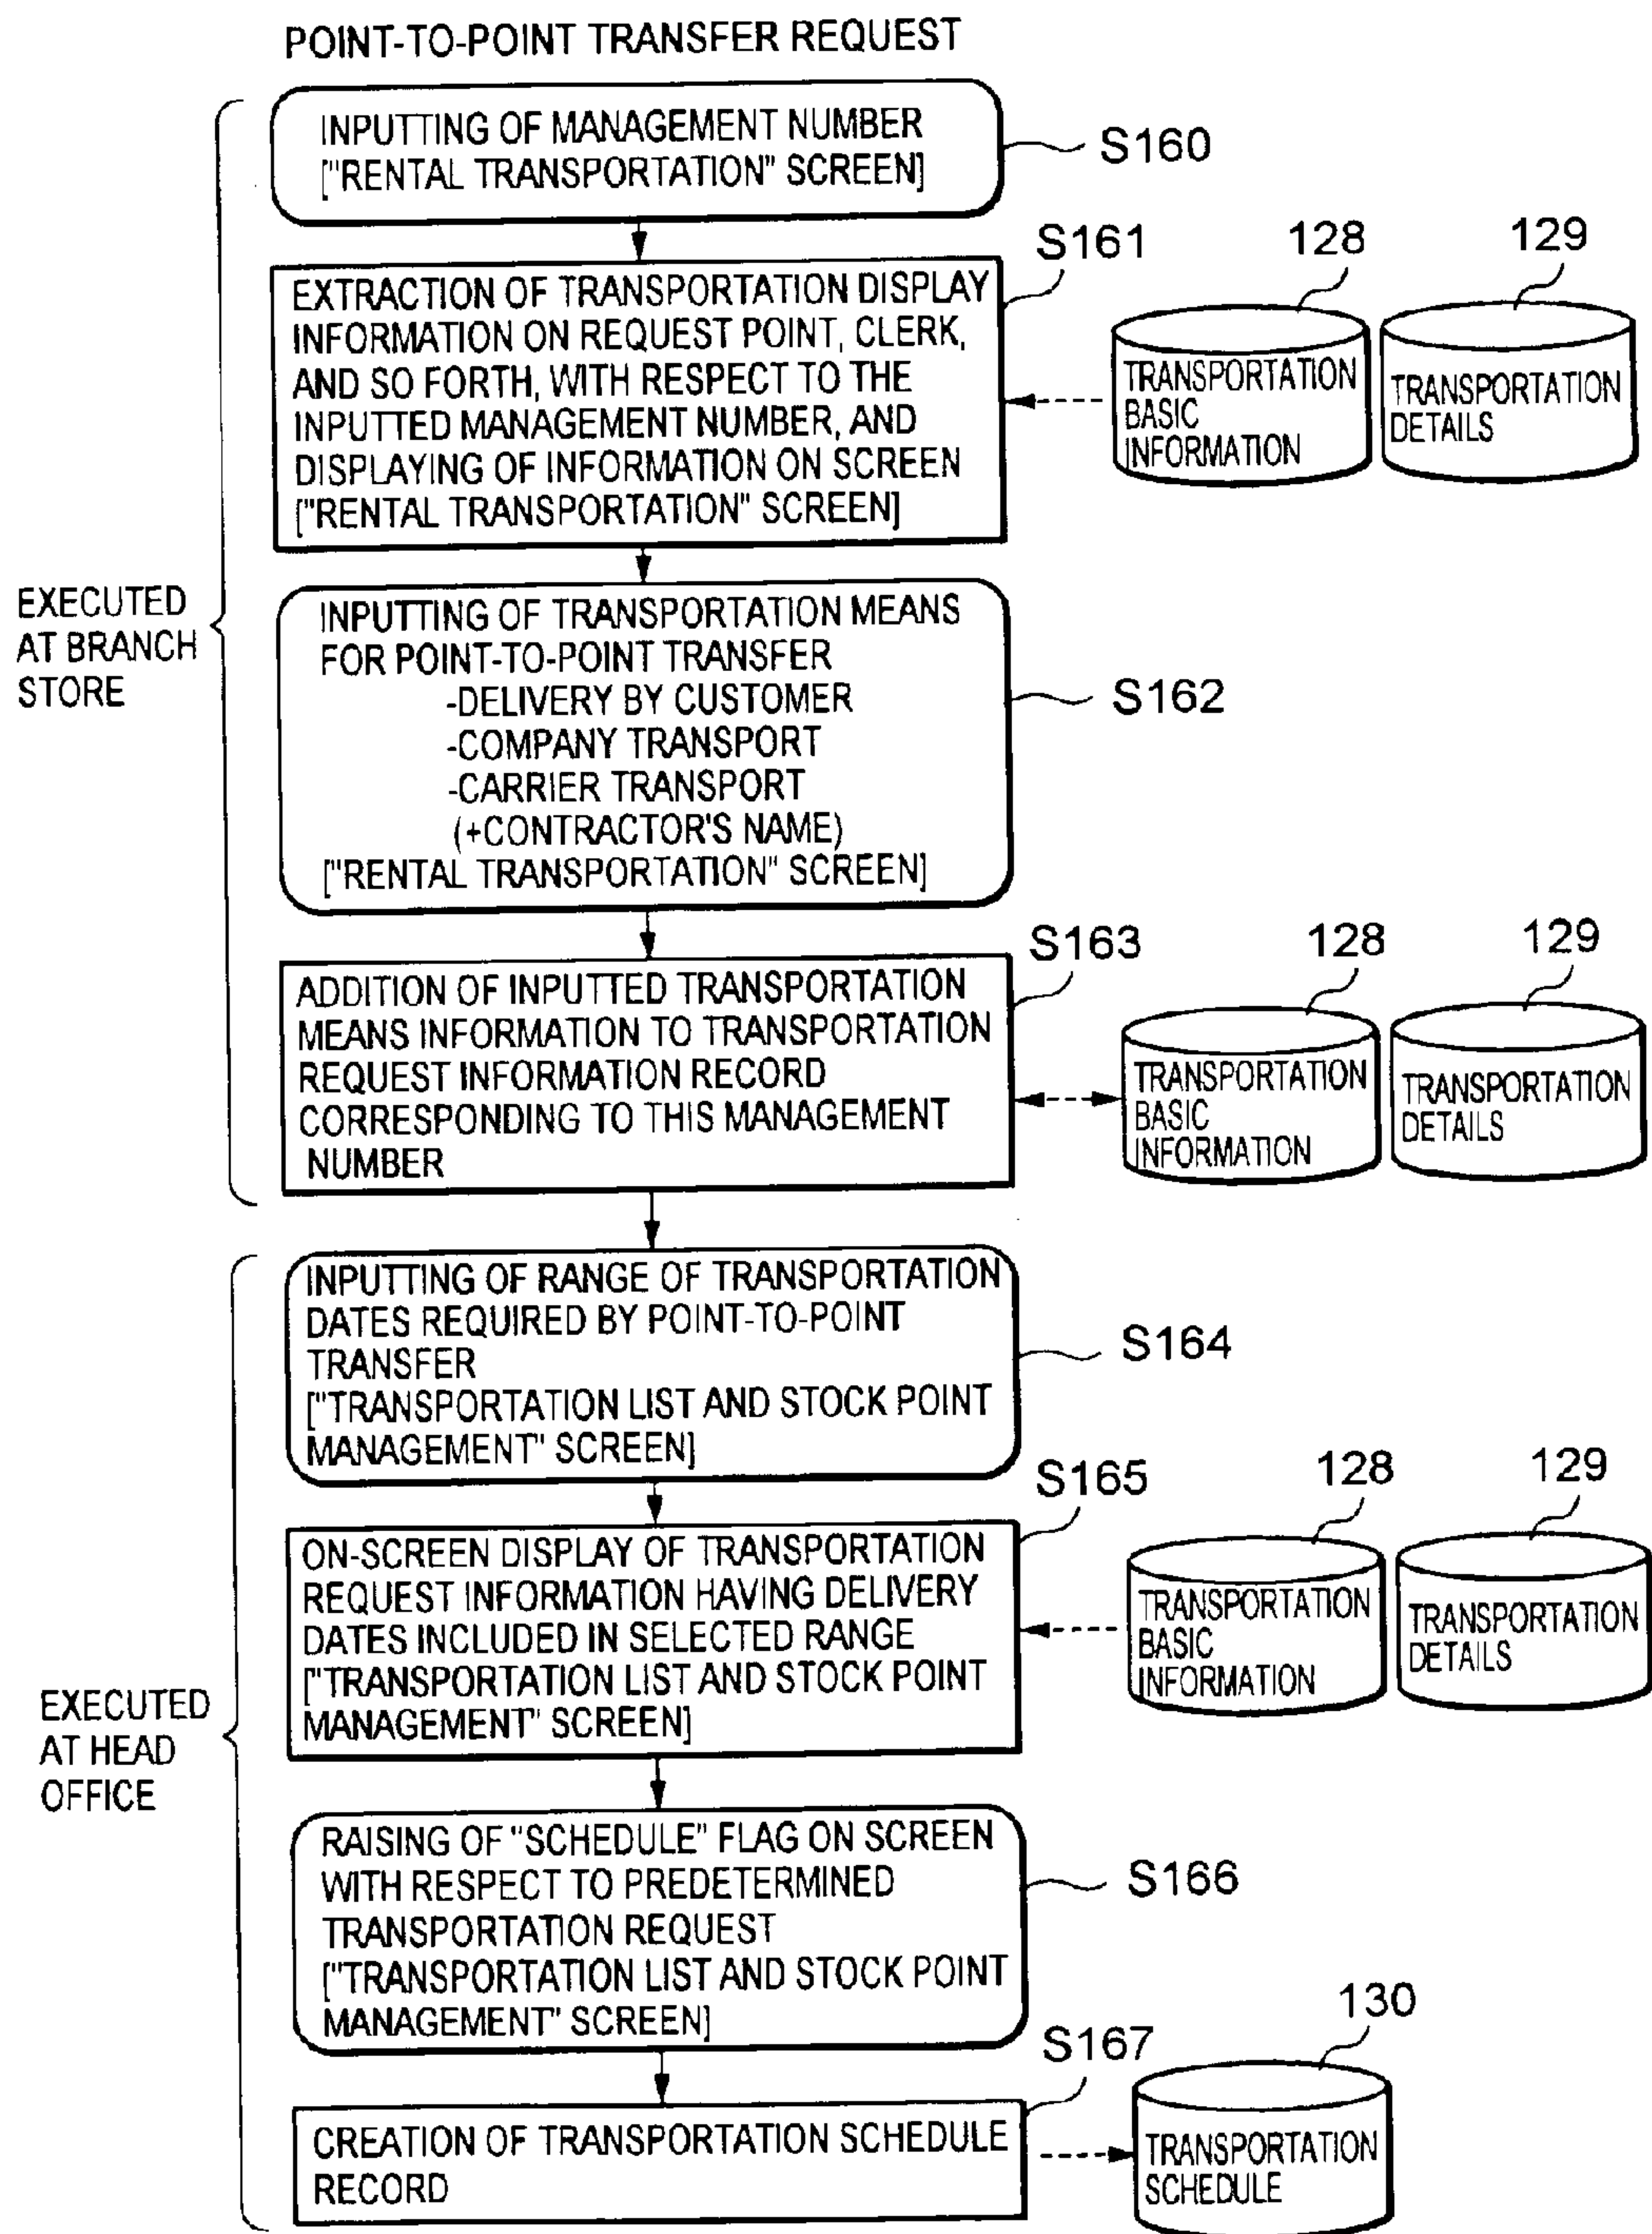 POINT-TO-POINT TRANSFER REQUEST
INPUTTING OF MANAGEMENT NUMBER
["RENTAL TRANSPORTATION" SCREEN]
S160
EXTRACTION OF TRANSPORTATION DISPLAY
INFORMATION ON REQUEST POINT, CLERK,
AND SO FORTH, WITH RESPECT TO THE
INPUTTED MANAGEMENT NUMBER, AND
DISPLAYING OF INFORMATION ON SCREEN
["RENTAL TRANSPORTATION" SCREEN]
S161
128
129
TRANSPORTATION
BASIC
INFORMATION
TRANSPORTATION
DETAILS
EXECUTED
AT BRANCH
STORE
INPUTTING OF TRANSPORTATION MEANS
FOR POINT-TO-POINT TRANSFER
-DELIVERY BY CUSTOMER
-COMPANY TRANSPORT
-CARRIER TRANSPORT
(+CONTRACTOR'S NAME)
["RENTAL TRANSPORTATION" SCREEN]
S162
ADDITION OF INPUTTED TRANSPORTATION
MEANS INFORMATION TO TRANSPORTATION
REQUEST INFORMATION RECORD
CORRESPONDING TO THIS MANAGEMENT
NUMBER
S163
128
129
TRANSPORTATION
BASIC
INFORMATION
TRANSPORTATION
DETAILS
INPUTTING OF RANGE OF TRANSPORTATION
DATES REQUIRED BY POINT-TO-POINT
TRANSFER
["TRANSPORTATION LIST AND STOCK POINT
MANAGEMENT" SCREEN]
S164
ON-SCREEN DISPLAY OF TRANSPORTATION
REQUEST INFORMATION HAVING DELIVERY
DATES INCLUDED IN SELECTED RANGE
["TRANSPORTATION LIST AND STOCK POINT
MANAGEMENT" SCREEN]
S165
128
129
TRANSPORTATION
BASIC
INFORMATION
TRANSPORTATION
DETAILS
EXECUTED
AT HEAD
OFFICE
RAISING OF "SCHEDULE" FLAG ON SCREEN
WITH RESPECT TO PREDETERMINED
TRANSPORTATION REQUEST
["TRANSPORTATION LIST AND STOCK POINT
MANAGEMENT" SCREEN]
S166
CREATION OF TRANSPORTATION SCHEDULE
RECORD
S167
130
TRANSPORTATION
SCHEDULE